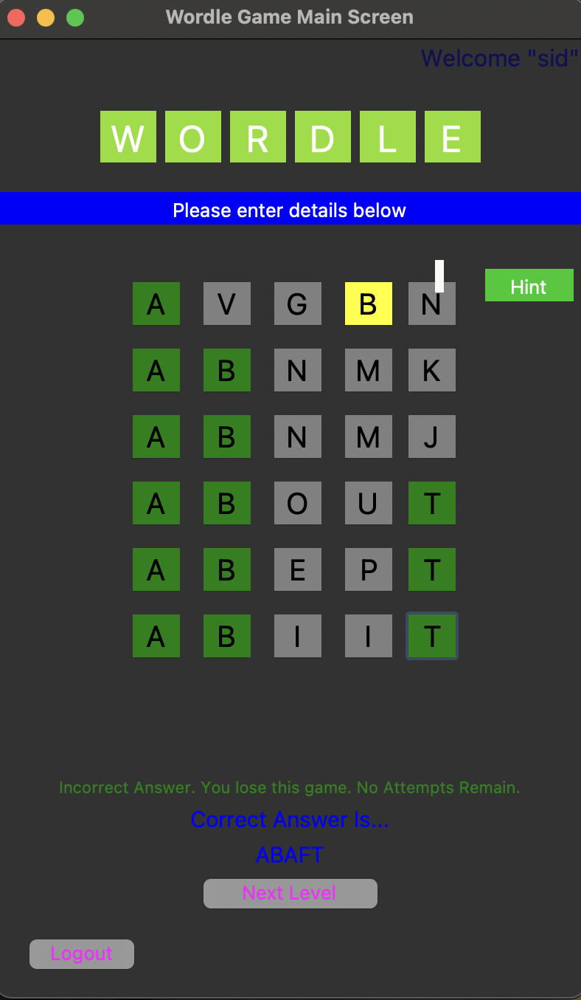 Wordle Game Main Screen
Welcome "sid"
W O R D L E
Please enter details below
Hint
A V G B N
A B N M K
A B N M J
A B O U T
A B E P T
A B I I T
Incorrect Answer. You lose this game. No Attempts Remain.
Correct Answer Is...
ABAFT
Next Level
Logout